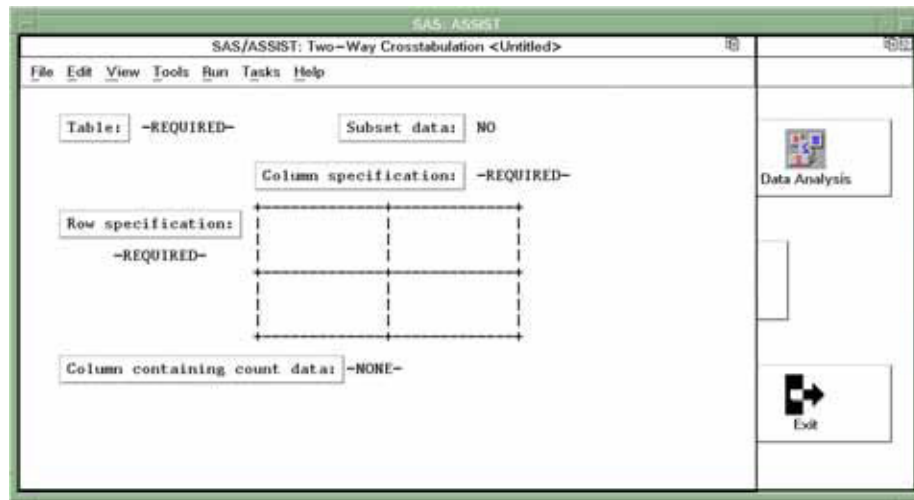 SAS: ASSIST
SAS/ASSIST: Two-Way Crosstabulation <Untitled>
File Edit View Tools Run Tasks Help
Table: -REQUIRED- Subset data: NO
Column specification: -REQUIRED-
Row specification:
-REQUIRED-
Column containing count data: -NONE-
Data Analysis
Exit